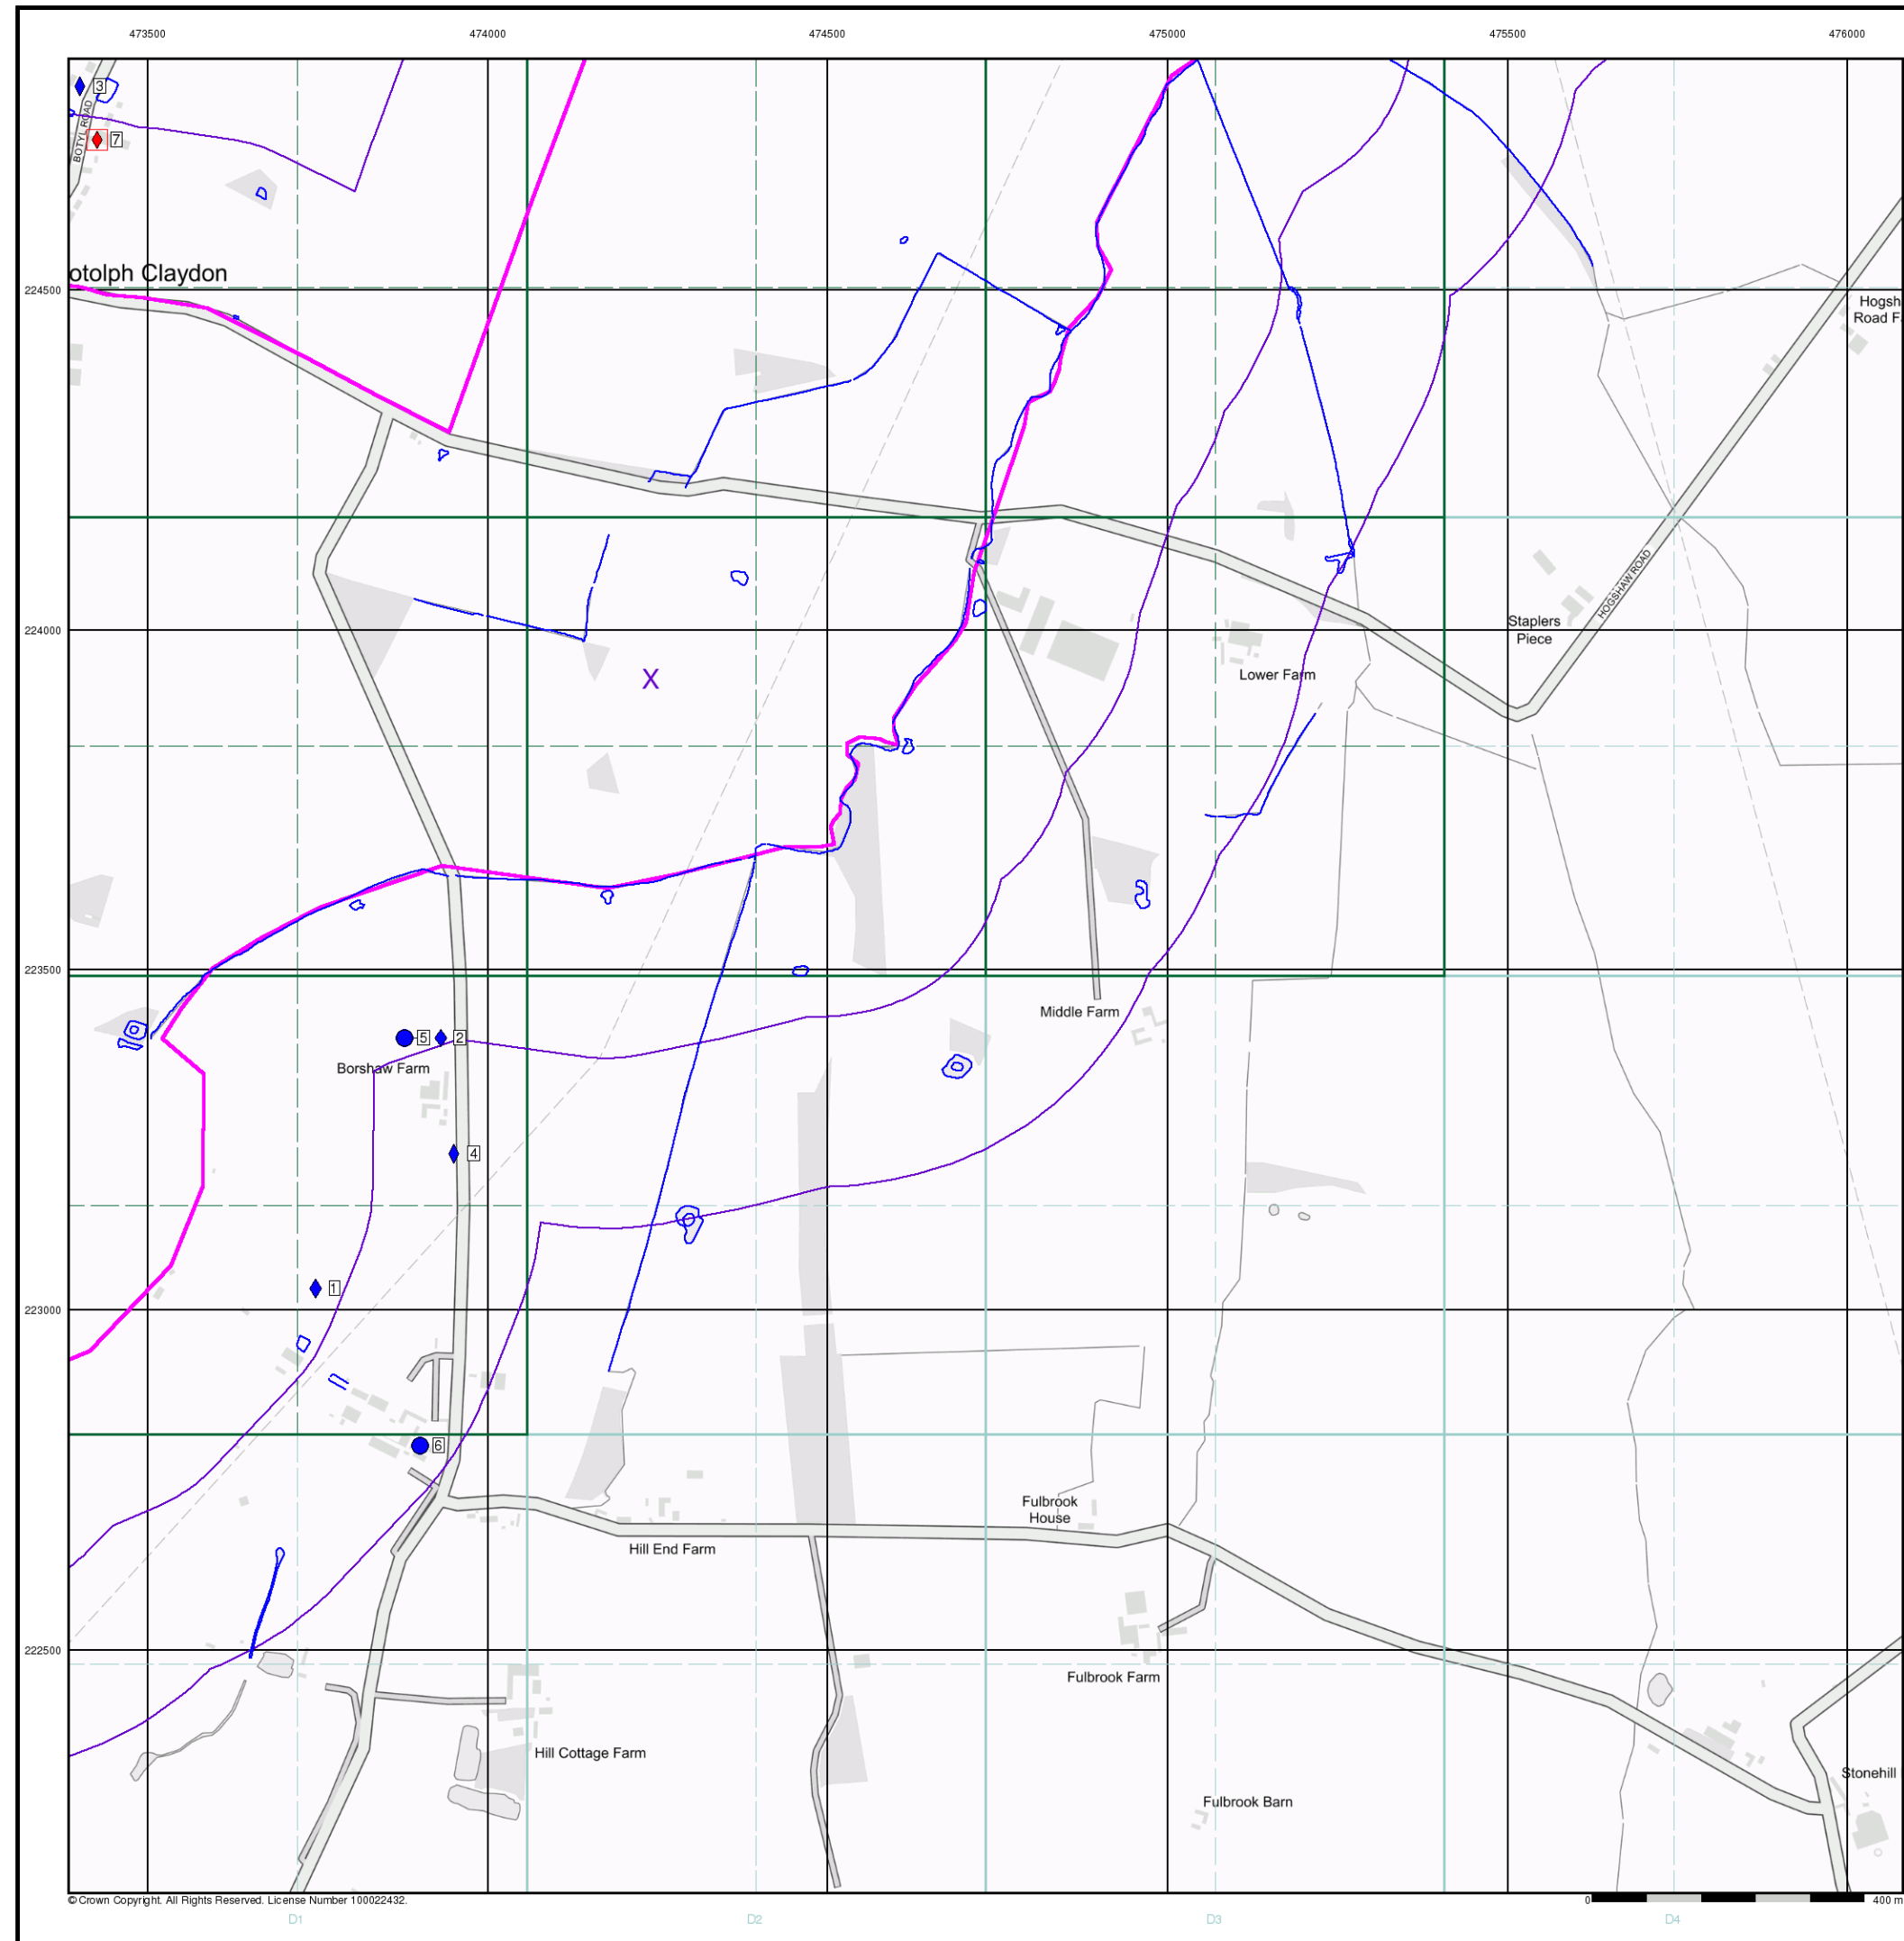 473500 474000 474500 475000 475500 476000
3
BOTYL ROAD
7
otolph Claydon
224500
Hogsh
Road Fa
HOGSHAW ROAD
Staplers
Piece
224000
Lower Farm
X
223500
Middle Farm
5 2
Borshaw Farm
4
1
223000
6
Fulbrook
House
Hill End Farm
222500
Fulbrook Farm
Hill Cottage Farm
Stonehill
Fulbrook Barn
© Crown Copyright. All Rights Reserved. License Number 100022432.
0 400 m
D1 D2 D3 D4